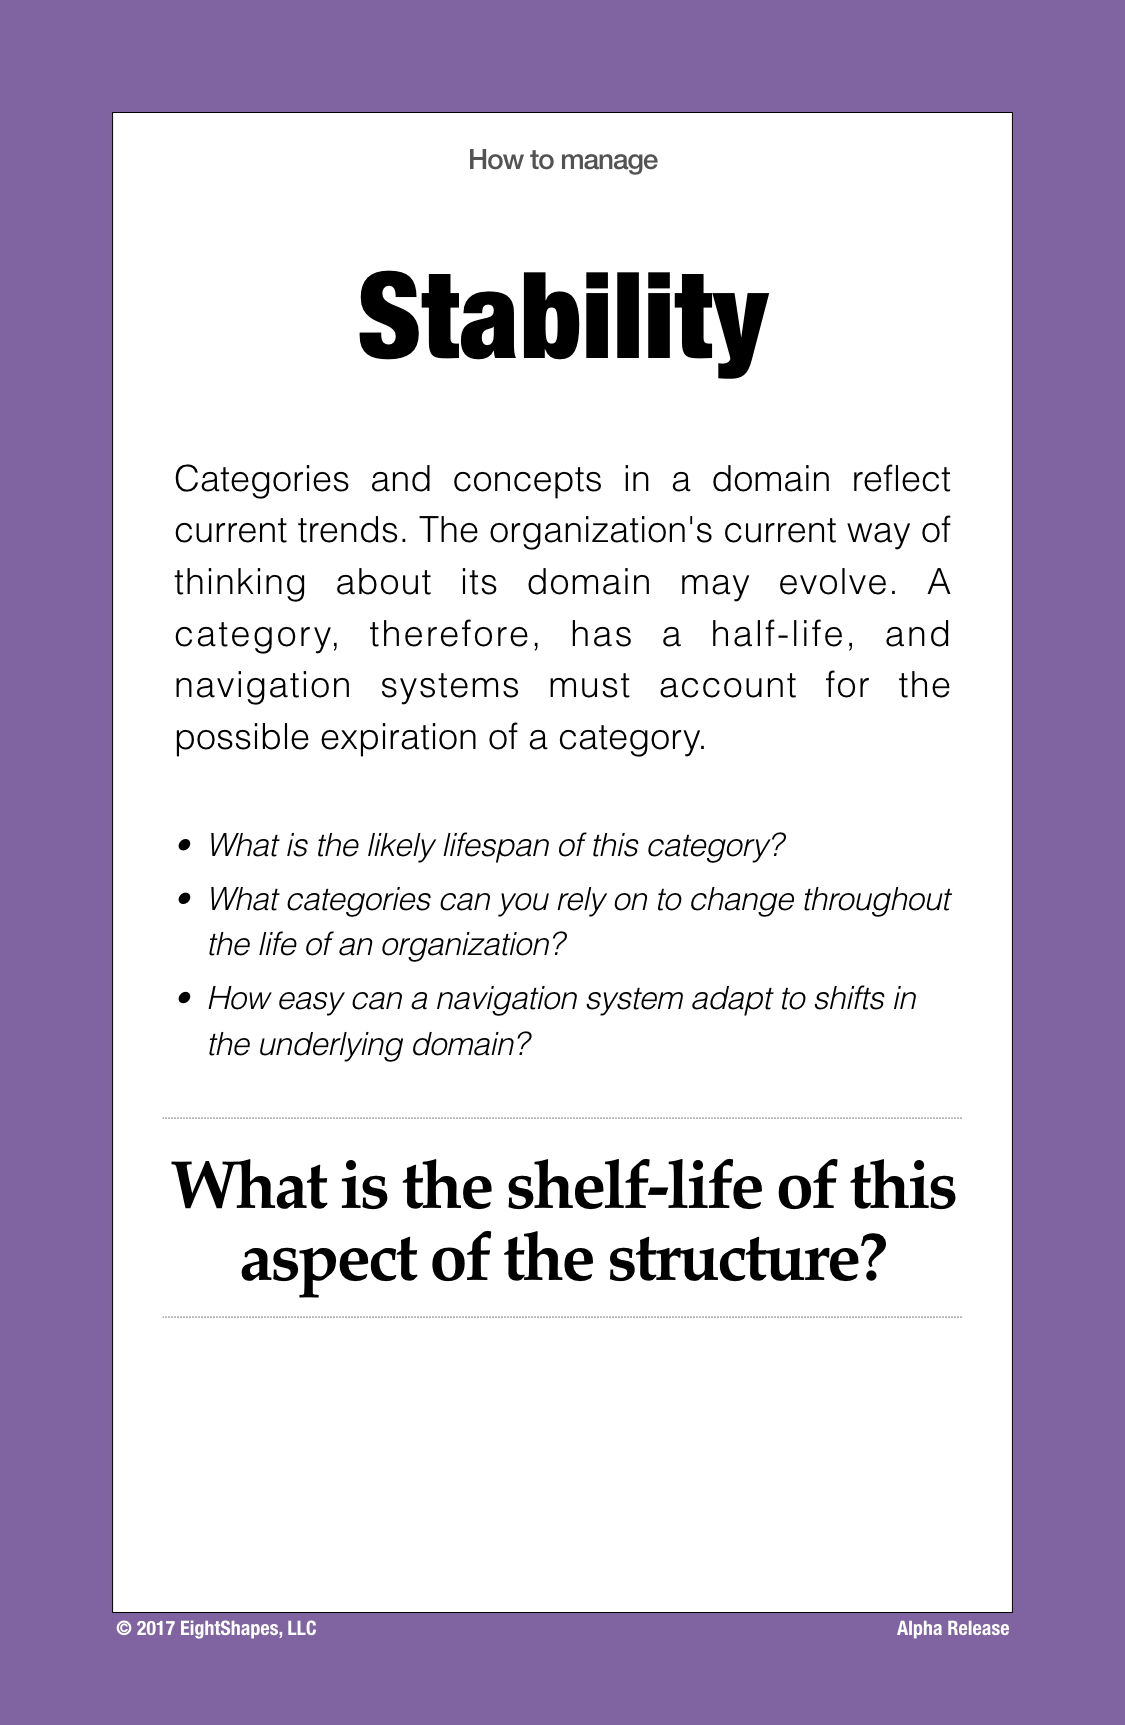 How to manage
Stability
Categories and concepts in a domain reflect
current trends. The organization's current way of
thinking about its domain may evolve. A
category, therefore, has a half-life, and
navigation systems must account for the
possible expiration of a category.
• What is the likely lifespan of this category?
• What categories can you rely on to change throughout
the life of an organization?
• How easy can a navigation system adapt to shifts in
the underlying domain?
What is the shelf-life of this
aspect of the structure?
© 2017 EightShapes, LLC
Alpha Release